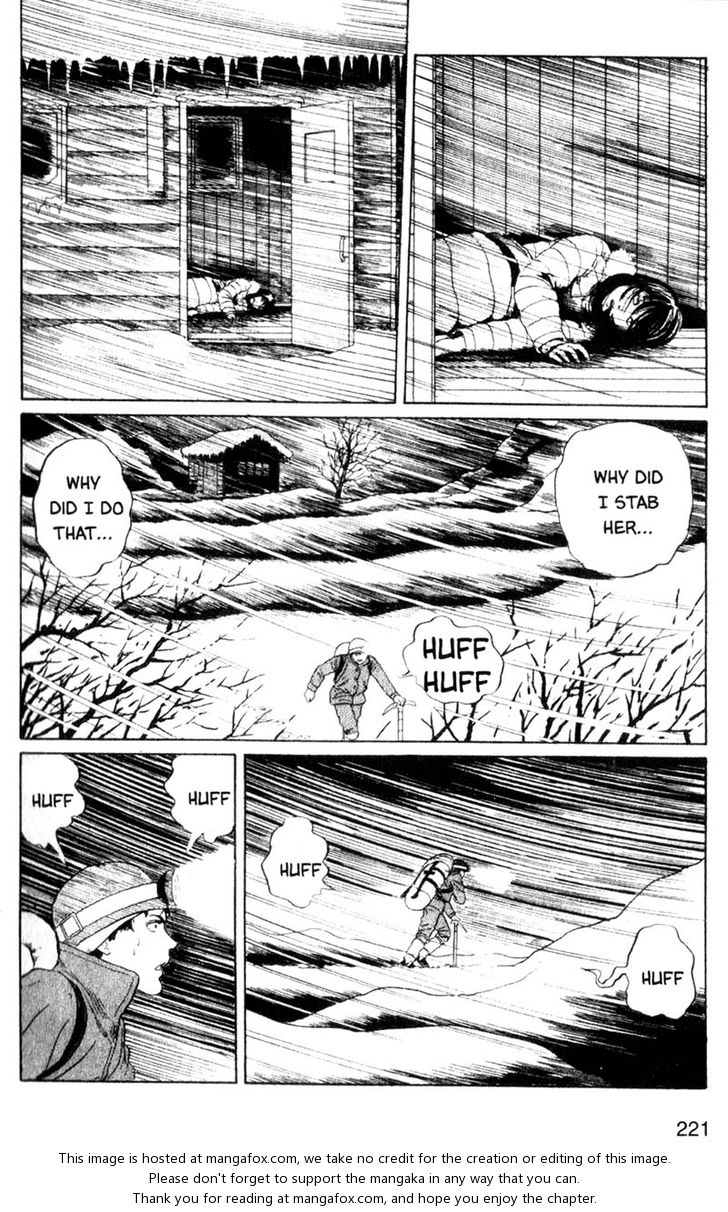 WHY DID
I STAB
HER...
WHY
DID I DO
THAT...
HUFF
HUFF
HUFF
HUFF
HUFF
HUFF
221
This image is hosted at mangafox.com, we take no credit for the creation or editing of this image.
Please don't forget to support the mangaka in any way that you can.
Thank you for reading at mangafox.com, and hope you enjoy the chapter.